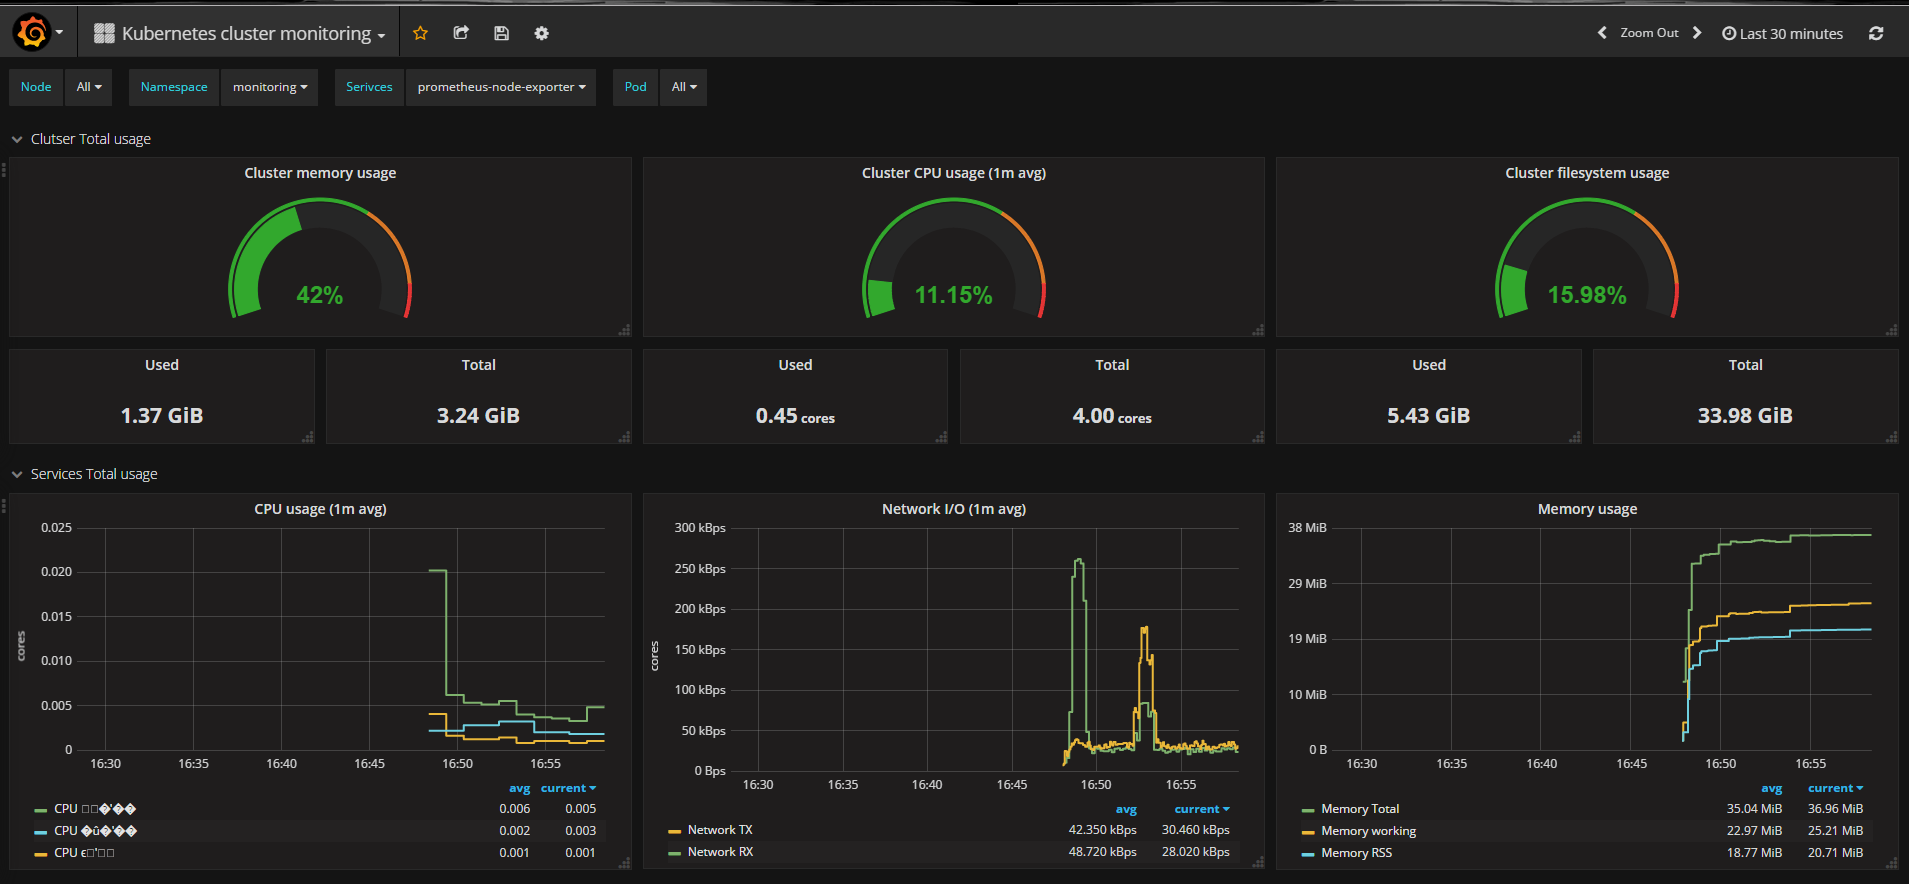 Kubernetes cluster monitoring
Zoom Out
Last 30 minutes
Node All
Namespace monitoring
Serivces prometheus-node-exporter
Pod All
Clutser Total usage
Cluster memory usage
42%
Cluster CPU usage (1m avg)
11.15%
Cluster filesystem usage
15.98%
Used
1.37 GiB
Total
3.24 GiB
Used
0.45 cores
Total
4.00 cores
Used
5.43 GiB
Total
33.98 GiB
Services Total usage
CPU usage (1m avg)
cores
0.025
0.020
0.015
0.010
0.005
0
16:30 16:35 16:40 16:45 16:50 16:55
avg current
CPU 0.006 0.005
CPU 0.002 0.003
CPU 0.001 0.001
Network I/O (1m avg)
cores
300 kBps
250 kBps
200 kBps
150 kBps
100 kBps
50 kBps
0 Bps
16:30 16:35 16:40 16:45 16:50 16:55
avg current
Network TX 42.350 kBps 30.460 kBps
Network RX 48.720 kBps 28.020 kBps
Memory usage
38 MiB
29 MiB
19 MiB
10 MiB
0 B
16:30 16:35 16:40 16:45 16:50 16:55
avg current
Memory Total 35.04 MiB 36.96 MiB
Memory working 22.97 MiB 25.21 MiB
Memory RSS 18.77 MiB 20.71 MiB